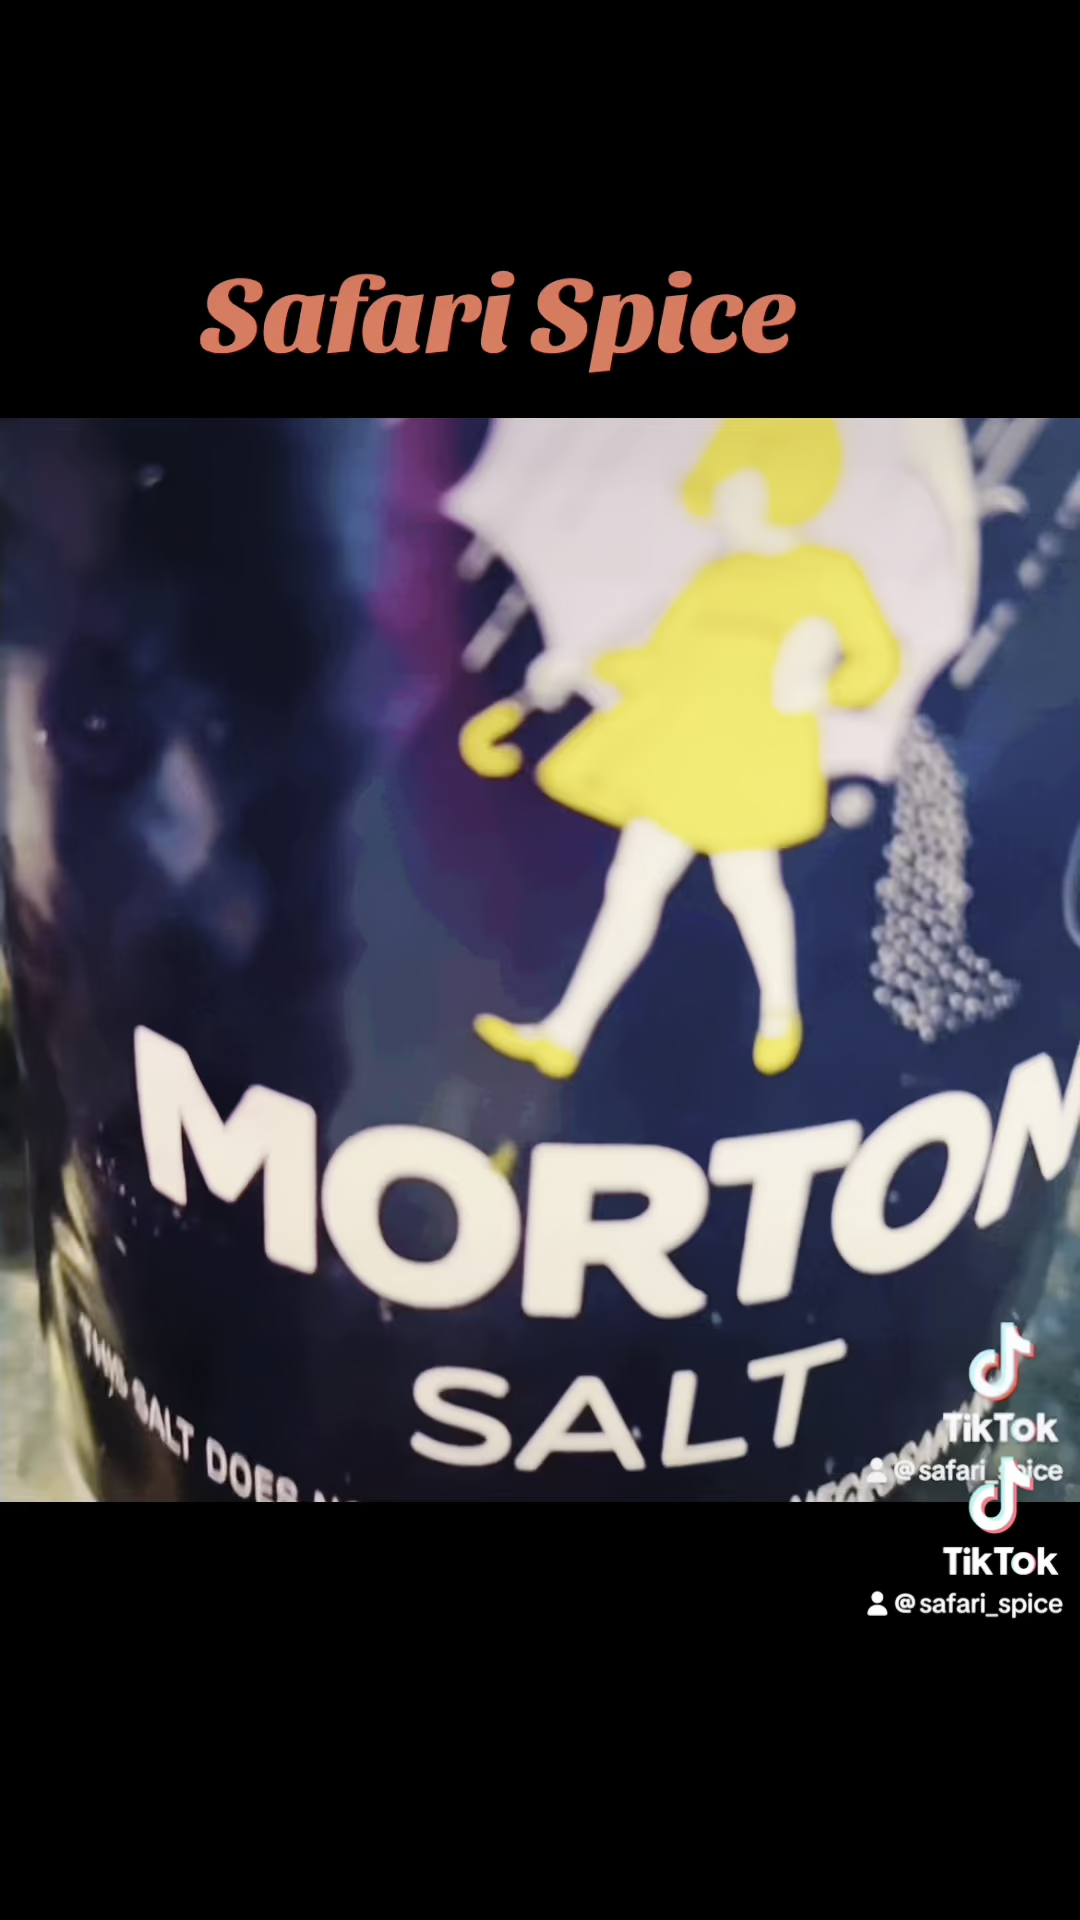 Safari Spice
MORTON
SALT
THIS SALT DOES
TikTok
@safari_spice
TikTok
@safari_spice